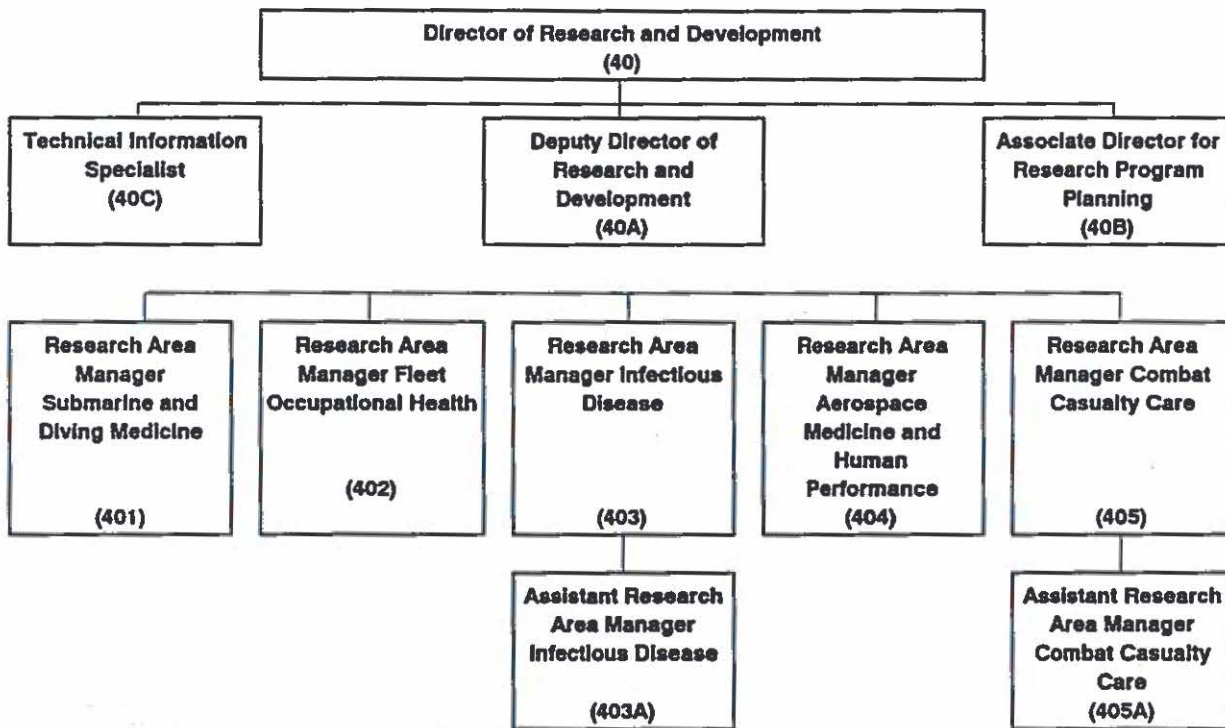 Director of Research and Development
(40)
Technical Information
Specialist
(40C)
Deputy Director of
Research and
Development
(40A)
Associate Director for
Research Program
Planning
(40B)
Research Area
Manager
Submarine and
Diving Medicine
(401)
Research Area
Manager Fleet
Occupational Health
(402)
Research Area
Manager Infectious
Disease
(403)
Research Area
Manager
Aerospace
Medicine and
Human
Performance
(404)
Research Area
Manager Combat
Casualty Care
(405)
Assistant Research
Area Manager
Infectious Disease
(403A)
Assistant Research
Area Manager
Combat Casualty
Care
(405A)